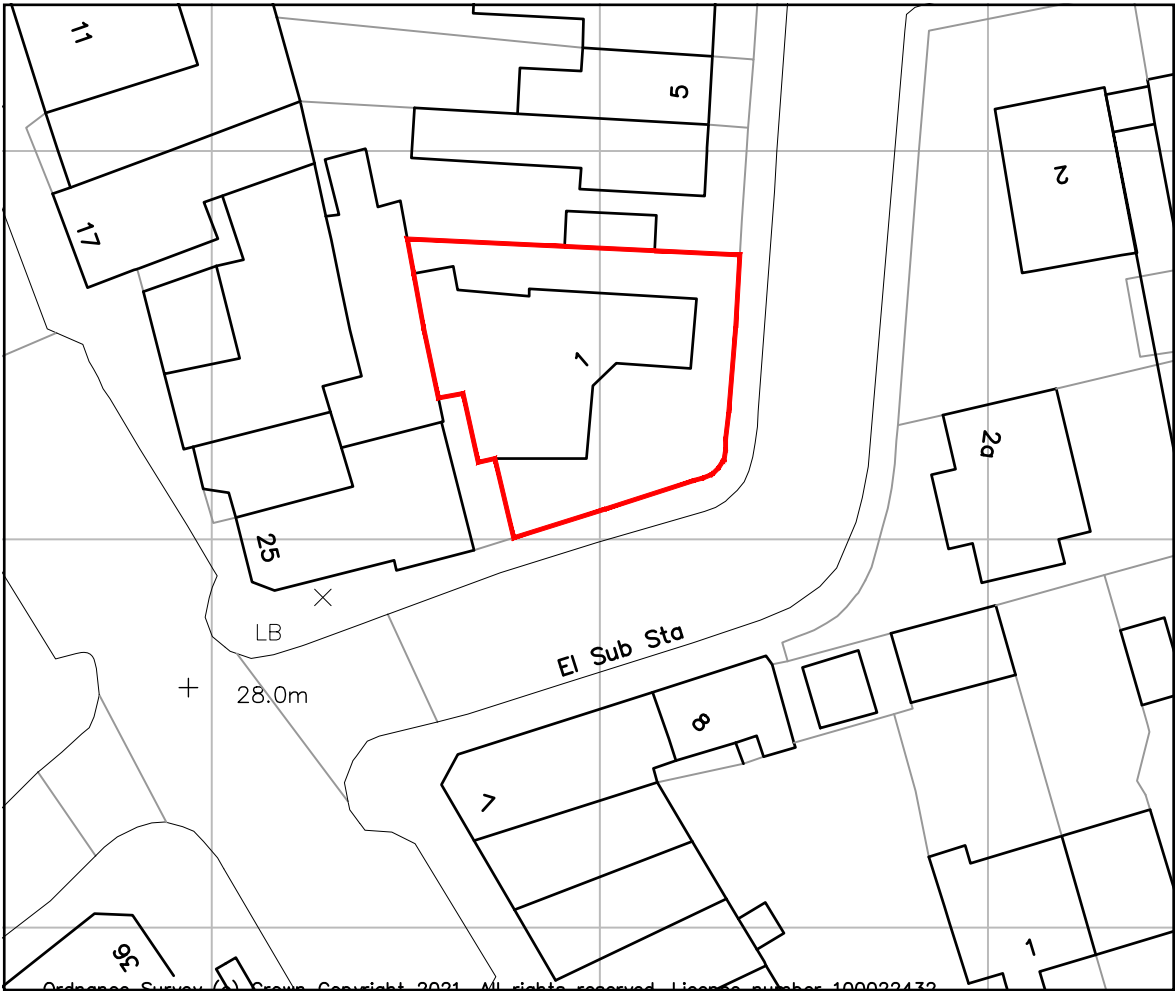 11
5
2
17
1
2a
25
LB
El Sub Sta
28.0m
8
7
1
36
Ordnance Survey (c) Crown Copyright 2021. All rights reserved. Licence number 100022432